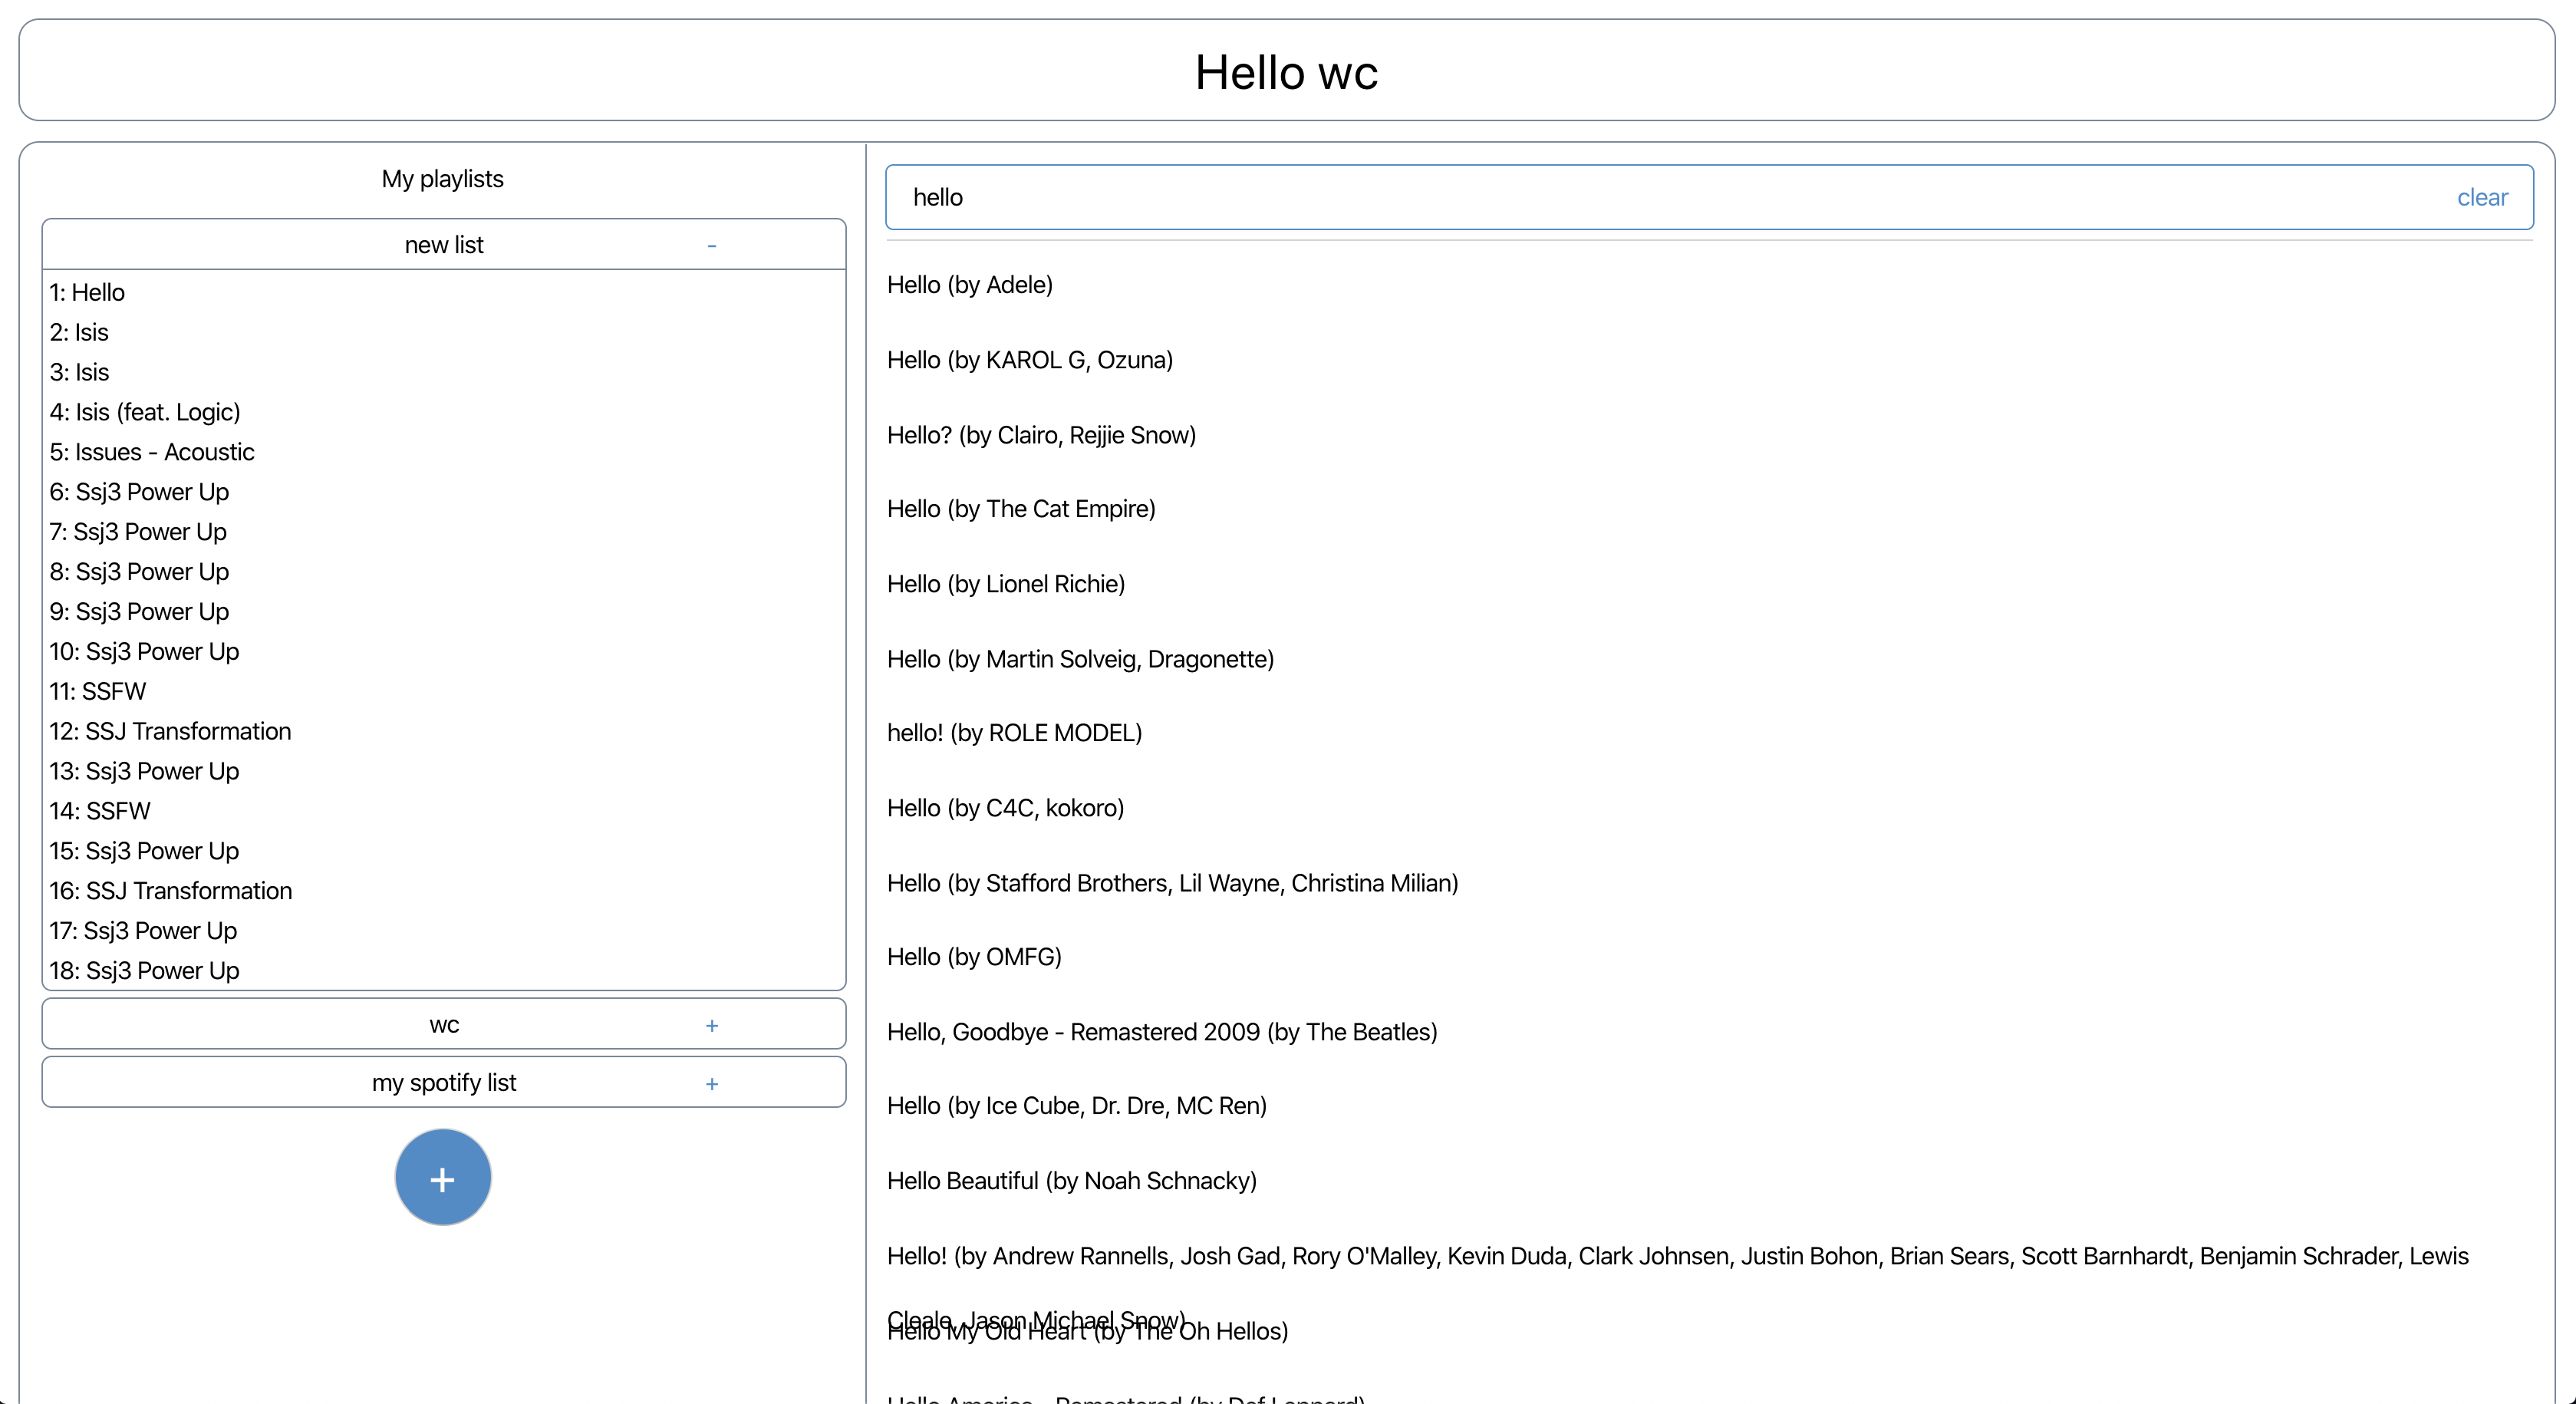 Hello wc
My playlists
new list -
1: Hello
2: Isis
3: Isis
4: Isis (feat. Logic)
5: Issues - Acoustic
6: Ssj3 Power Up
7: Ssj3 Power Up
8: Ssj3 Power Up
9: Ssj3 Power Up
10: Ssj3 Power Up
11: SSFW
12: SSJ Transformation
13: Ssj3 Power Up
14: SSFW
15: Ssj3 Power Up
16: SSJ Transformation
17: Ssj3 Power Up
18: Ssj3 Power Up
wc +
my spotify list +
+
hello clear
Hello (by Adele)
Hello (by KAROL G, Ozuna)
Hello? (by Clairo, Rejjie Snow)
Hello (by The Cat Empire)
Hello (by Lionel Richie)
Hello (by Martin Solveig, Dragonette)
hello! (by ROLE MODEL)
Hello (by C4C, kokoro)
Hello (by Stafford Brothers, Lil Wayne, Christina Milian)
Hello (by OMFG)
Hello, Goodbye - Remastered 2009 (by The Beatles)
Hello (by Ice Cube, Dr. Dre, MC Ren)
Hello Beautiful (by Noah Schnacky)
Hello! (by Andrew Rannells, Josh Gad, Rory O'Malley, Kevin Duda, Clark Johnsen, Justin Bohon, Brian Sears, Scott Barnhardt, Benjamin Schrader, Lewis
Cleale, Jason Michael Snow)
Hello My Old Heart (by The Oh Hellos)
Hello America - Remastered (by Def Leppard)